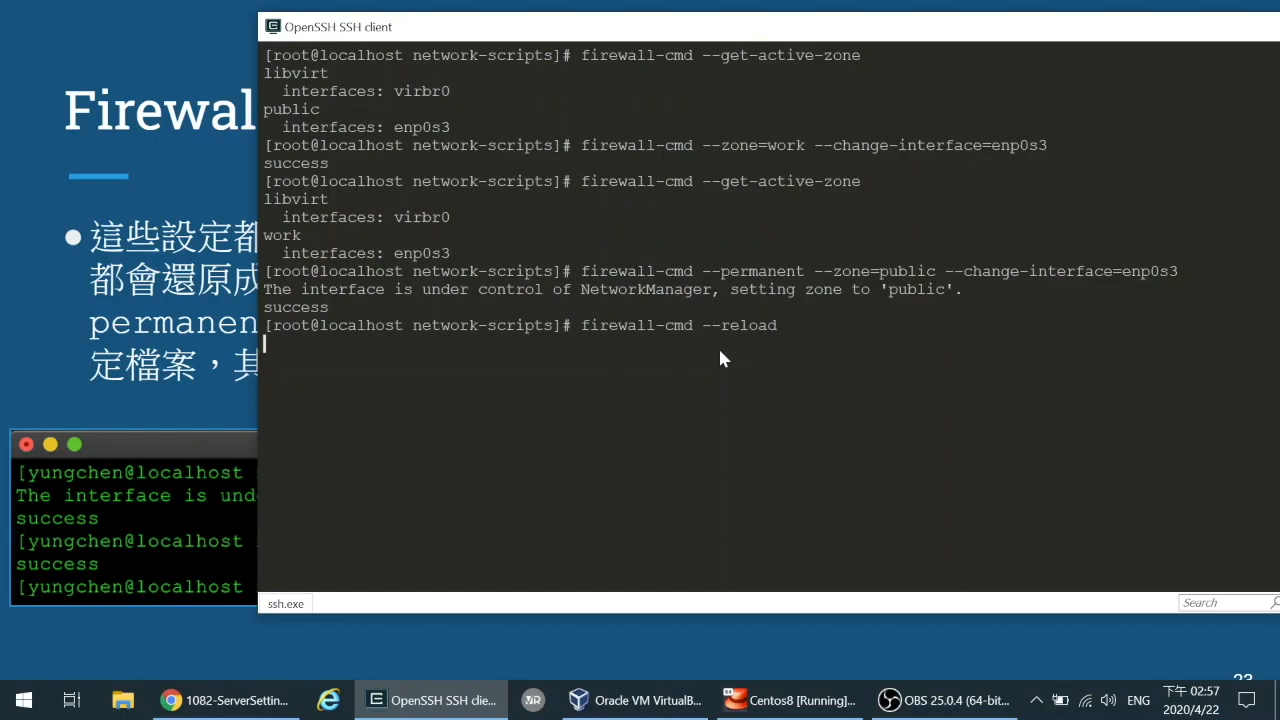 OpenSSH SSH client
[root@localhost network-scripts]# firewall-cmd --get-active-zone
libvirt
  interfaces: virbr0
public
  interfaces: enp0s3
[root@localhost network-scripts]# firewall-cmd --zone=work --change-interface=enp0s3
success
[root@localhost network-scripts]# firewall-cmd --get-active-zone
libvirt
  interfaces: virbr0
work
  interfaces: enp0s3
[root@localhost network-scripts]# firewall-cmd --permanent --zone=public --change-interface=enp0s3
The interface is under control of NetworkManager, setting zone to 'public'.
success
[root@localhost network-scripts]# firewall-cmd --reload
ssh.exe
Search
Firewal
這些設定都
都會還原成
permanen
定檔案，其
[yungchen@localhost
The interface is und
success
[yungchen@localhost
success
[yungchen@localhost
23
1082-ServerSettin...
OpenSSH SSH clie...
Oracle VM VirtualB...
Centos8 [Running]...
OBS 25.0.4 (64-bit...
ENG
下午 02:57
2020/4/22